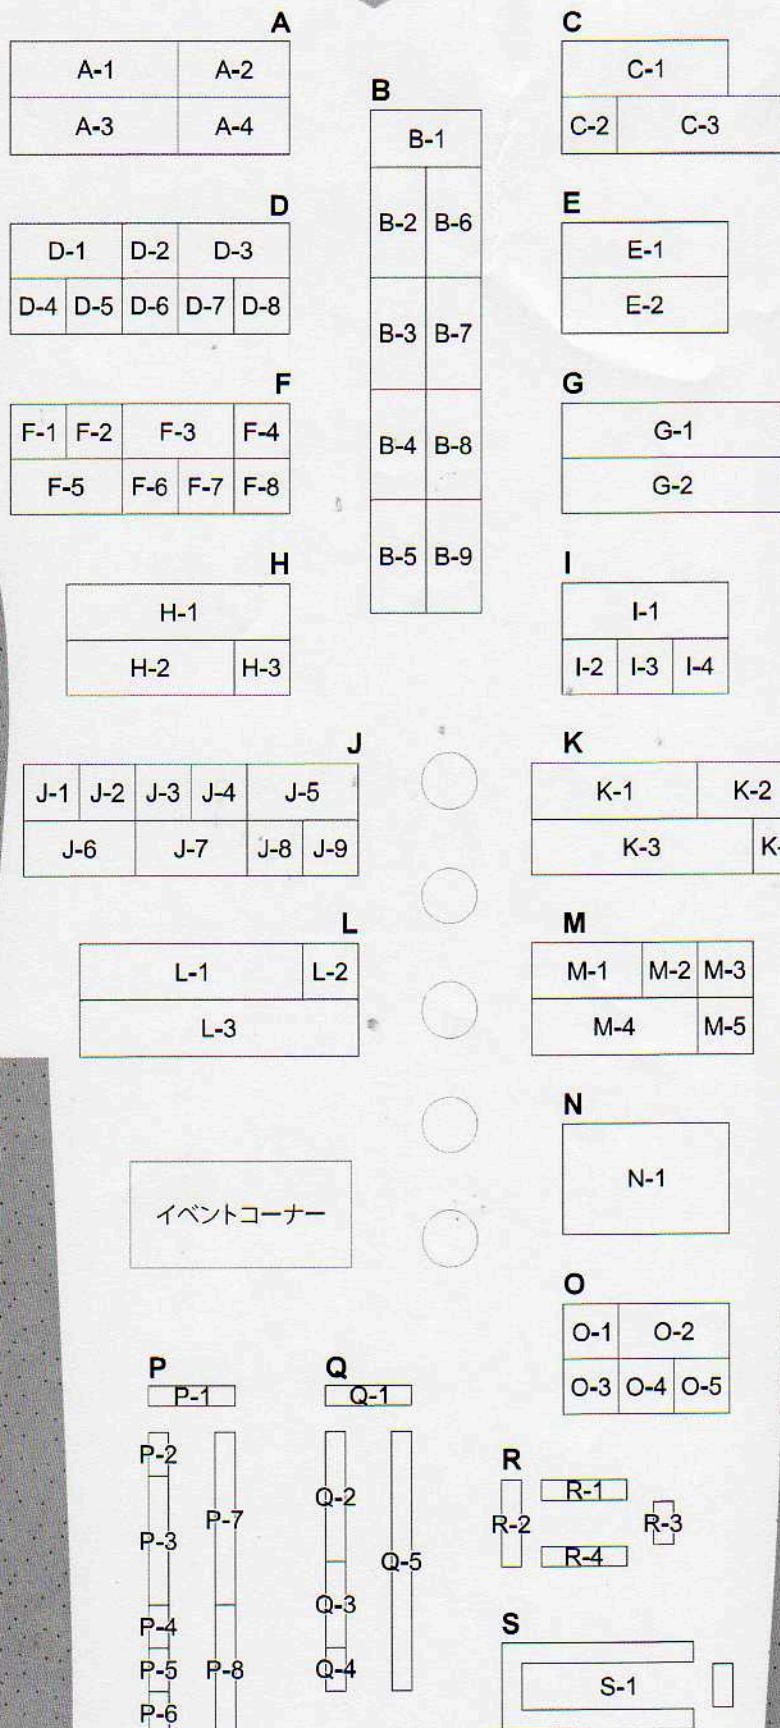 A
A-1 A-2
A-3 A-4
B
B-1
B-2 B-6
B-3 B-7
B-4 B-8
B-5 B-9
C
C-1
C-2 C-3
D
D-1 D-2 D-3
D-4 D-5 D-6 D-7 D-8
E
E-1
E-2
F
F-1 F-2 F-3 F-4
F-5 F-6 F-7 F-8
G
G-1
G-2
H
H-1
H-2 H-3
I
I-1
I-2 I-3 I-4
J
J-1 J-2 J-3 J-4 J-5
J-6 J-7 J-8 J-9
K
K-1 K-2
K-3 K-
L
L-1 L-2
L-3
M
M-1 M-2 M-3
M-4 M-5
N
N-1
イベントコーナー
O
O-1 O-2
O-3 O-4 O-5
P
P-1
P-2
P-3
P-4
P-5
P-6
P-7
P-8
Q
Q-1
Q-2
Q-3
Q-4
Q-5
R
R-1
R-2
R-3
R-4
S
S-1